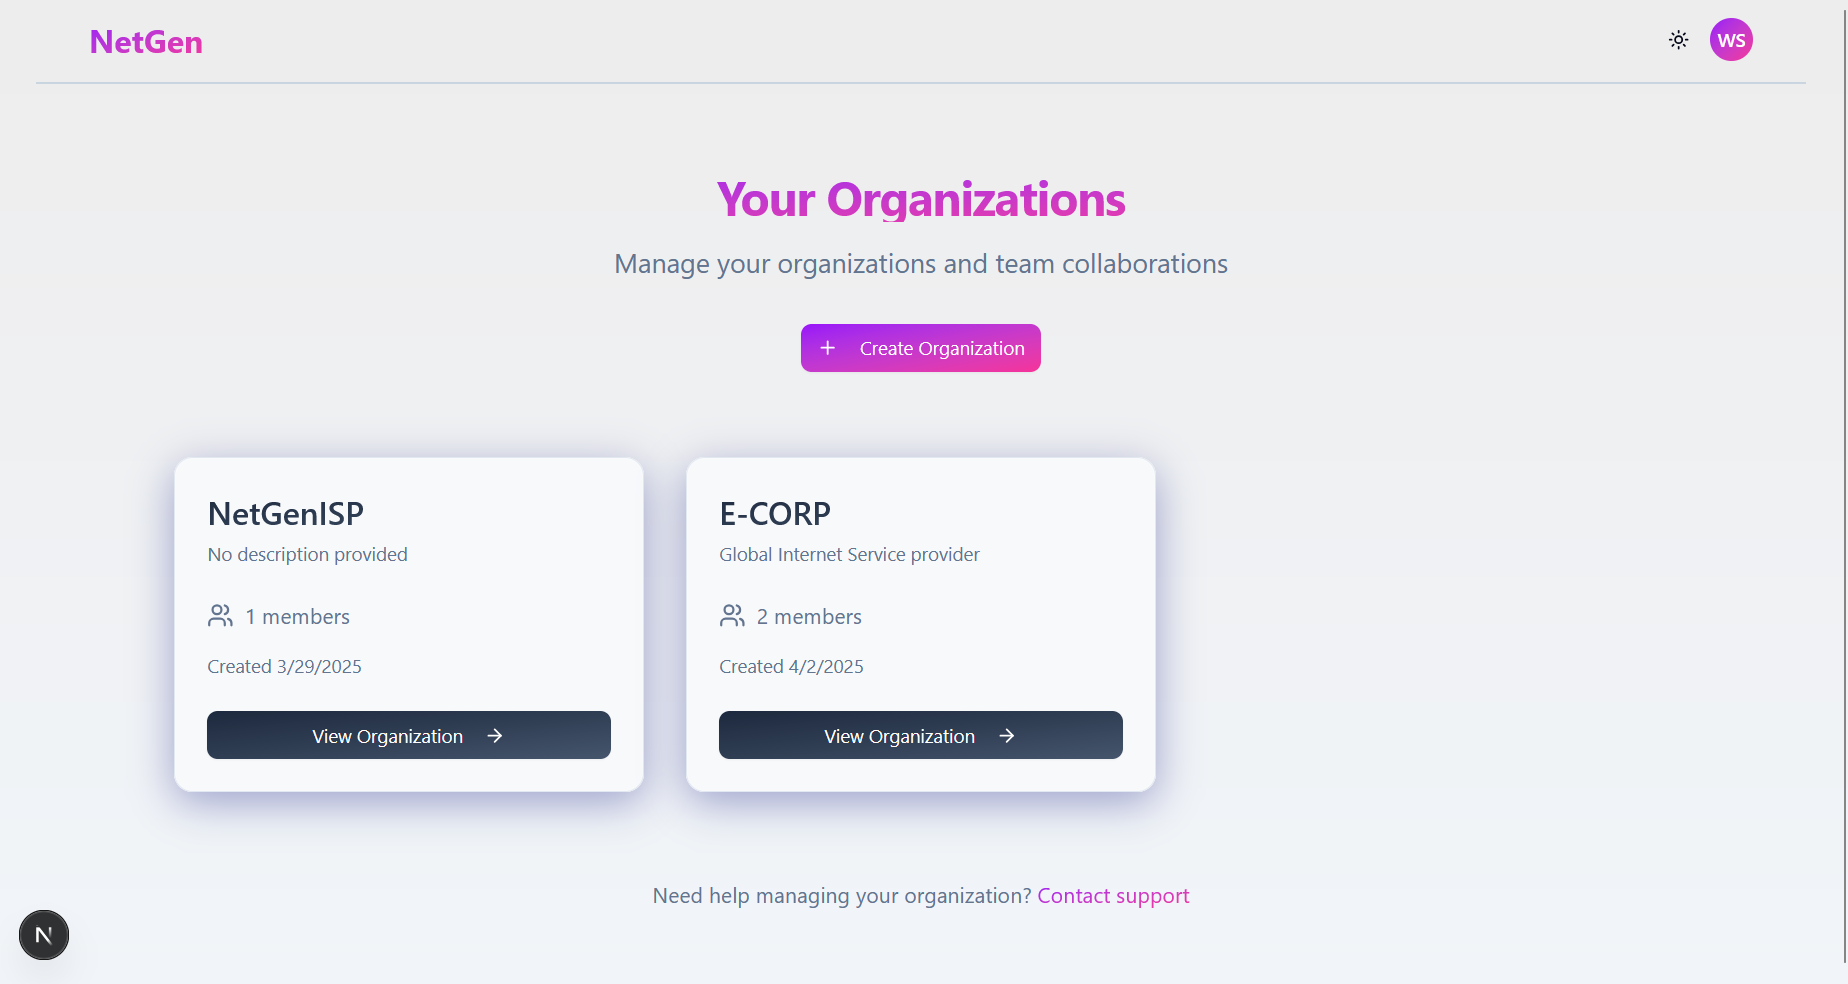 NetGen
WS
Your Organizations
Manage your organizations and team collaborations
Create Organization
NetGenISP
No description provided
1 members
Created 3/29/2025
View Organization
E-CORP
Global Internet Service provider
2 members
Created 4/2/2025
View Organization
Need help managing your organization? Contact support
N